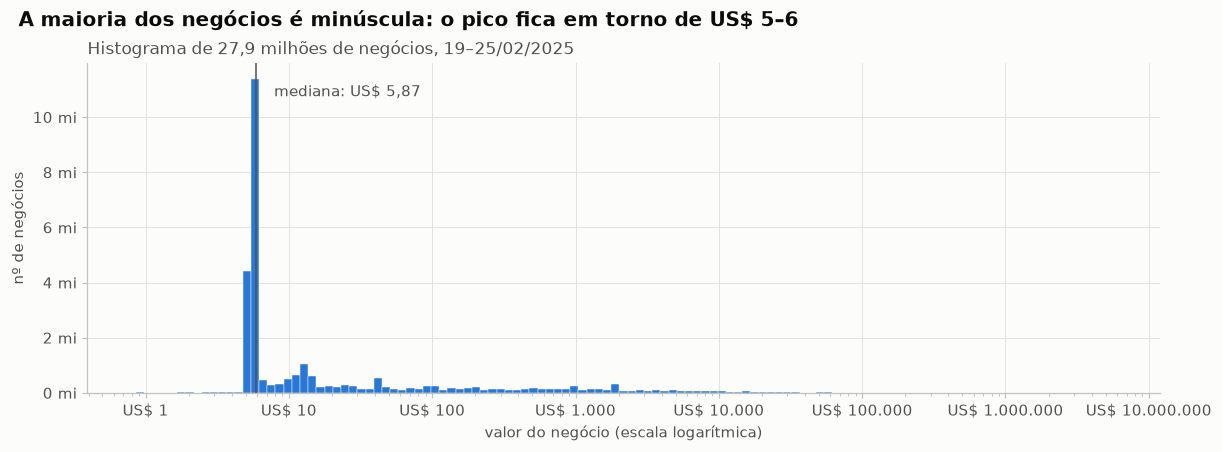 A maioria dos negócios é minúscula: o pico fica em torno de US$ 5–6
Histograma de 27,9 milhões de negócios, 19–25/02/2025
mediana: US$ 5,87
10 mi
8 mi
6 mi
4 mi
2 mi
0 mi
nº de negócios
US$ 1
US$ 10
US$ 100
US$ 1.000
US$ 10.000
US$ 100.000
US$ 1.000.000
US$ 10.000.000
valor do negócio (escala logarítmica)